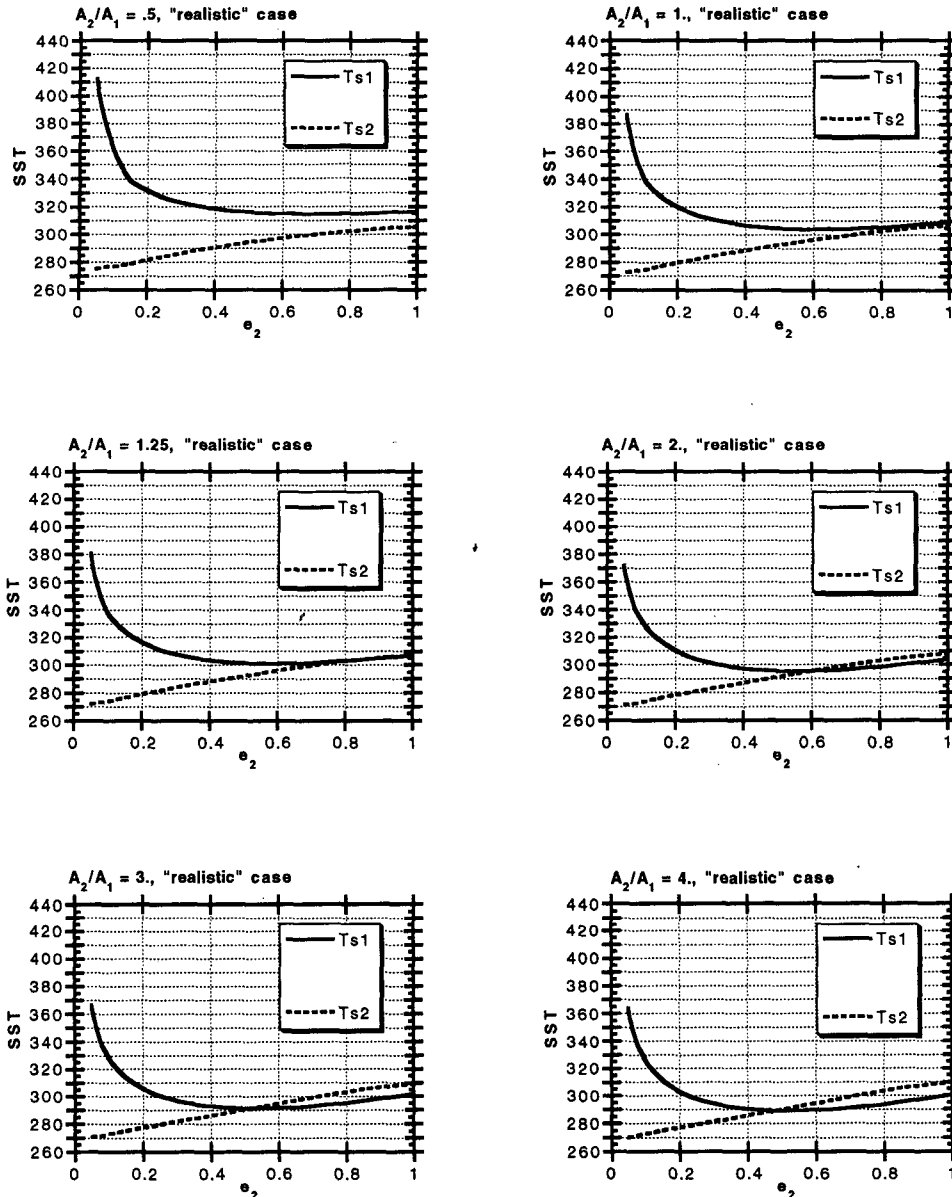 A2/A1 = .5, "realistic" case
440
420
400
380
360
340
320
300
280
260
SST
Ts1
Ts2
0 0.2 0.4 0.6 0.8 1
e2
A2/A1 = 1., "realistic" case
440
420
400
380
360
340
320
300
280
260
SST
Ts1
Ts2
0 0.2 0.4 0.6 0.8 1
e2
A2/A1 = 1.25, "realistic" case
440
420
400
380
360
340
320
300
280
260
SST
Ts1
Ts2
0 0.2 0.4 0.6 0.8 1
e2
A2/A1 = 2., "realistic" case
440
420
400
380
360
340
320
300
280
260
SST
Ts1
Ts2
0 0.2 0.4 0.6 0.8 1
e2
A2/A1 = 3., "realistic" case
440
420
400
380
360
340
320
300
280
260
SST
Ts1
Ts2
0 0.2 0.4 0.6 0.8 1
e2
A2/A1 = 4., "realistic" case
440
420
400
380
360
340
320
300
280
260
SST
Ts1
Ts2
0 0.2 0.4 0.6 0.8 1
e2